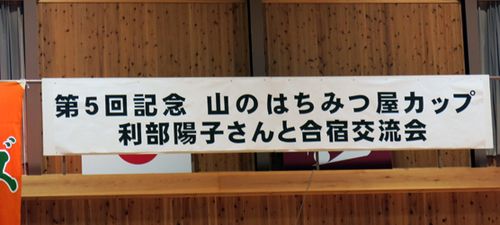 第5回記念 山のはちみつ屋カップ
利部陽子さんと合宿交流会